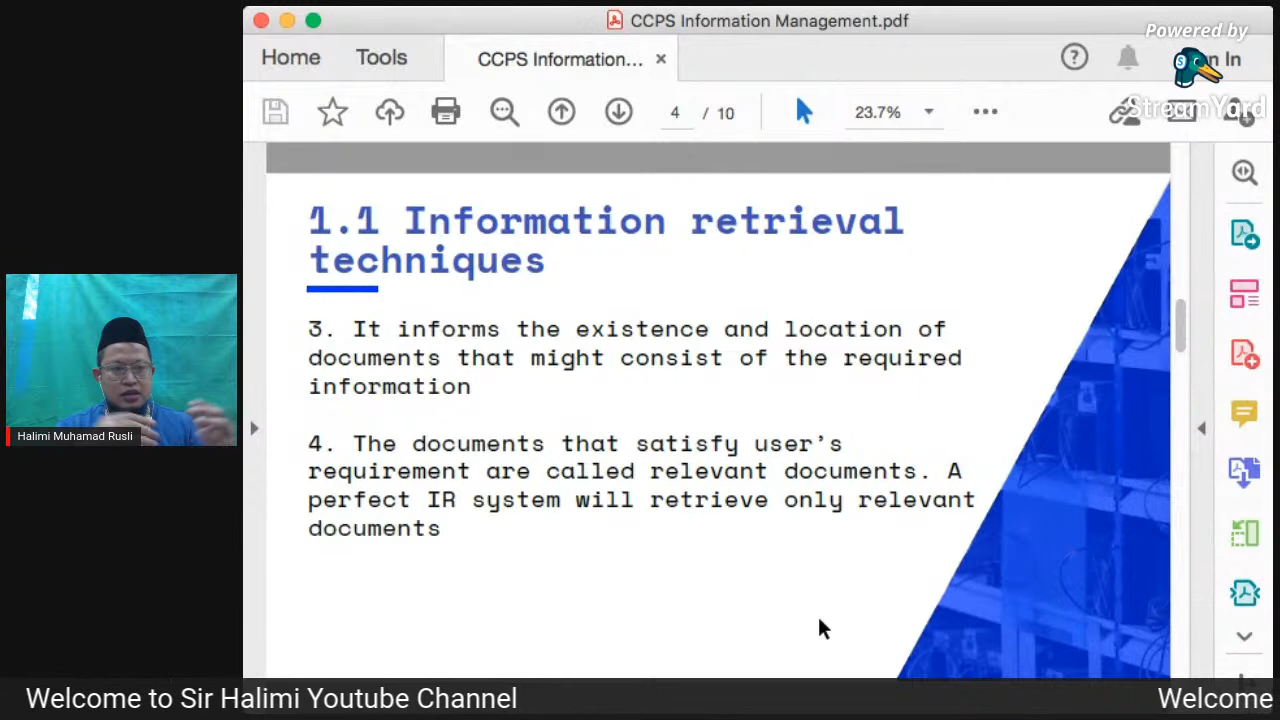 CCPS Information Management.pdf
Powered by
Home
Tools
CCPS Information...
In
StreamYard
4 / 10
23.7%
1.1 Information retrieval
techniques
3. It informs the existence and location of
documents that might consist of the required
information
4. The documents that satisfy user's
requirement are called relevant documents. A
perfect IR system will retrieve only relevant
documents
Halimi Muhamad Rusli
Welcome to Sir Halimi Youtube Channel
Welcome